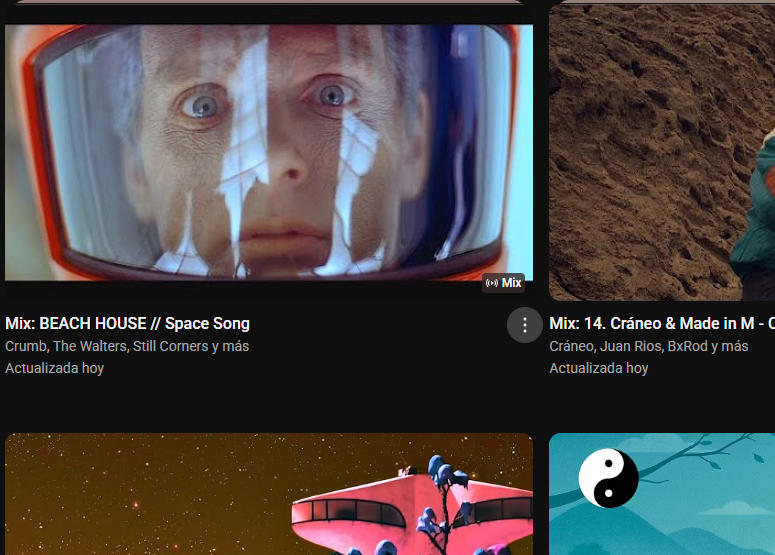 Mix
Mix: BEACH HOUSE // Space Song
Crumb, The Walters, Still Corners y más
Actualizada hoy
Mix: 14. Cráneo & Made in M -
Cráneo, Juan Rios, BxRod y más
Actualizada hoy